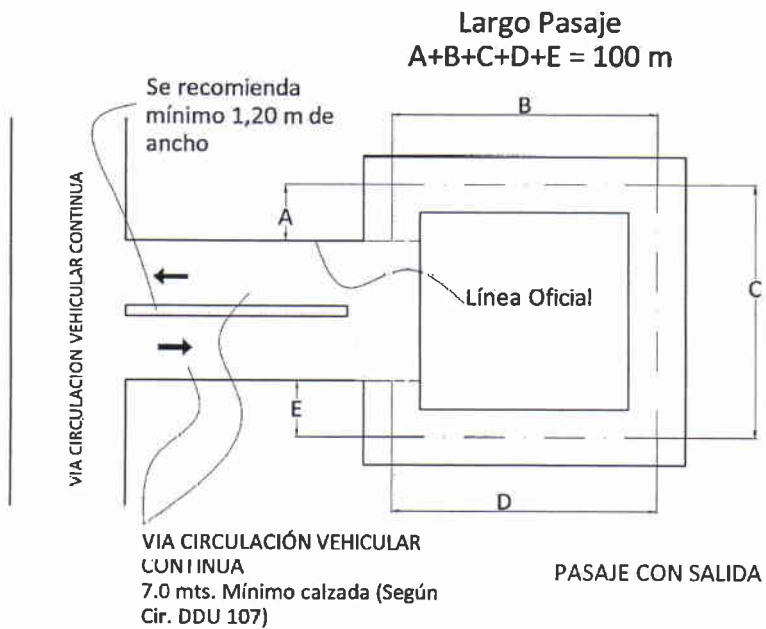 Largo Pasaje
A+B+C+D+E = 100 m
Se recomienda
mínimo 1,20 m de
ancho
B
A
VIA CIRCULACIÓN VEHICULAR CONTINUA
Línea Oficial
C
E
D
VIA CIRCULACIÓN VEHICULAR
CONTINUA
7.0 mts. Mínimo calzada (Según
Cir. DDU 107)
PASAJE CON SALIDA